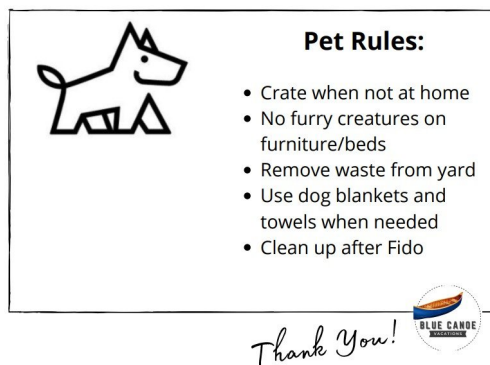 Pet Rules:
• Crate when not at home
• No furry creatures on
furniture/beds
• Remove waste from yard
• Use dog blankets and
towels when needed
• Clean up after Fido
Thank You!
BLUE CANOE
VACATIONS